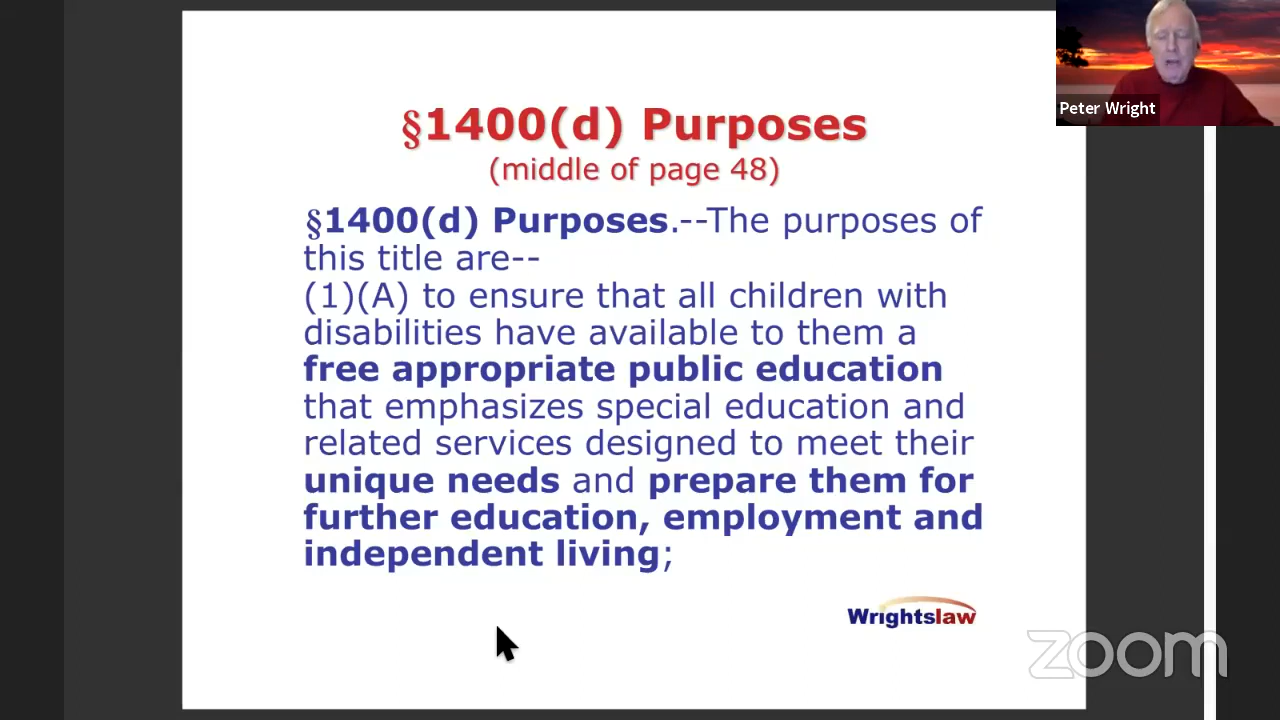 §1400(d) Purposes
(middle of page 48)
§1400(d) Purposes.--The purposes of
this title are--
(1)(A) to ensure that all children with
disabilities have available to them a
free appropriate public education
that emphasizes special education and
related services designed to meet their
unique needs and prepare them for
further education, employment and
independent living;
Wrightslaw
Peter Wright
zoom